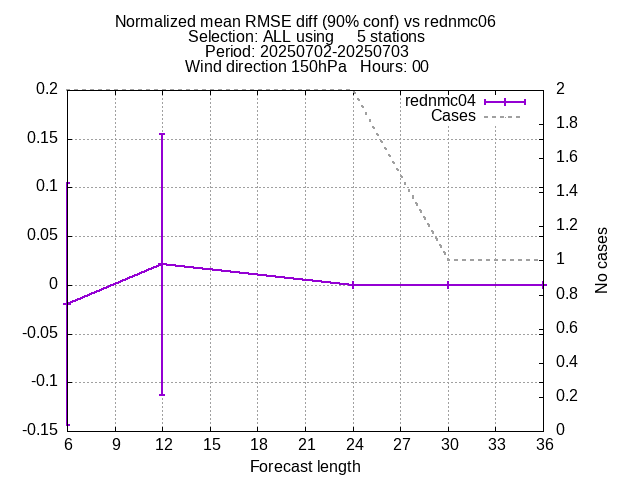 Normalized mean RMSE diff (90% conf) vs rednmc06
Selection: ALL using     5 stations
Period: 20250702-20250703
Wind direction 150hPa   Hours: 00
rednmc04
Cases
0.2
0.15
0.1
0.05
0
-0.05
-0.1
-0.15
2
1.8
1.6
1.4
1.2
1
0.8
0.6
0.4
0.2
0
No cases
6 9 12 15 18 21 24 27 30 33 36
Forecast length